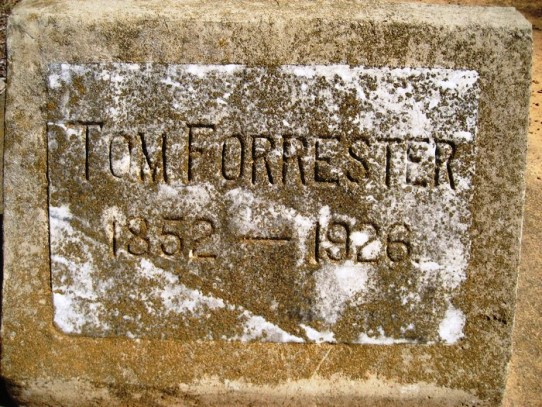 TOM FORRESTER
1852 — 1926.